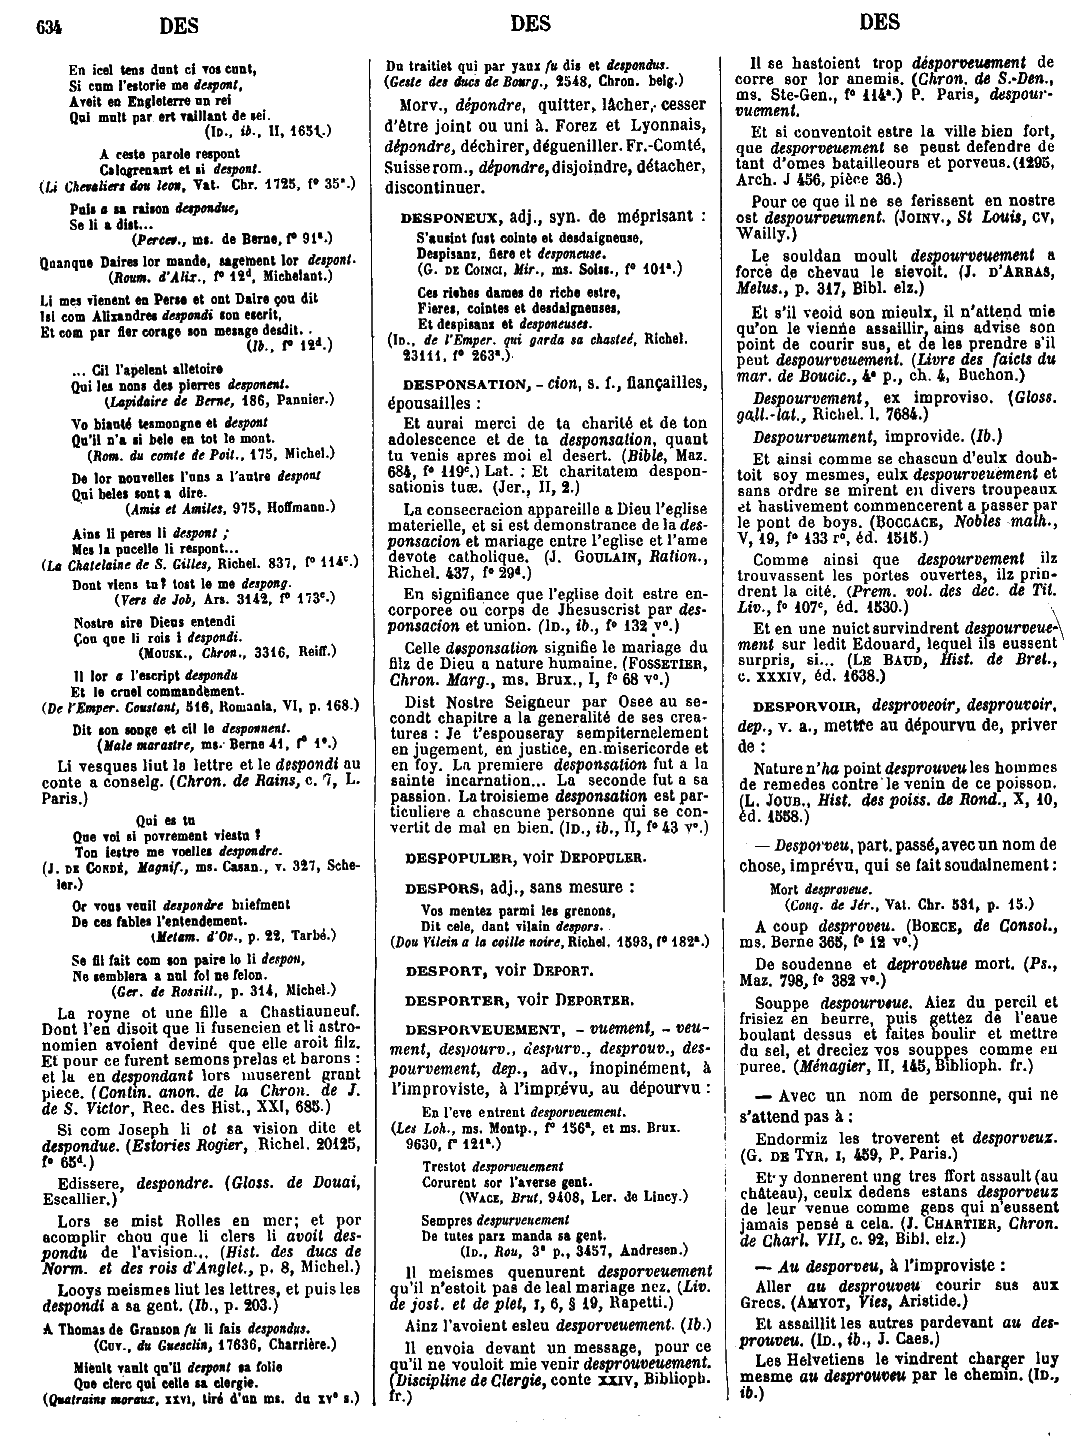 634 DES DES DES
En icel tens dunt ci vos cunt,
Si cum l'estorie me despont,
Aveit en Engleterre un rei
Qui mult par ert vaillant de sei.
(ID., ib., II, 1651.)
A ceste parole respont
Calogrenant et si despont.
(Li Chevaliers dou leon, Vat. Chr. 1725, f° 35ª.)
Puis a sa raison despondue,
Se li a dist...
(Percev., ms. de Berne, f° 91ª.)
Quanque Daires lor mande, sagement lor despont.
(Roum. d'Alix., f° 12d, Michelant.)
Li mes vienent en Perse et ont Daire çou dit
Isi com Alixandres despondi son escrit,
Et com par fier corage son mesage desdit.
(Ib., f° 12d.)
... Cil l'apelent alletoire
Qui les nons des pierres desponent.
(Lapidaire de Berne, 186, Pannier.)
Vo biauté tesmongne et despont
Qu'il n'a si bele en tot le mont.
(Rom. du comte de Poit., 175, Michel.)
De lor nouvelles l'uns a l'autre despont
Qui beles sont a dire.
(Amis et Amiles, 975, Hoffmann.)
Ains li peres li despont ;
Mes la pucelle li respont...
(La Chatelaine de S. Gilles, Richel. 837, f° 114c.)
Dont viens tu? tost le me despong.
(Vers de Job, Ars. 3142, f° 173c.)
Nostre sire Dieus entendi
Çou que li rois i despondi.
(MOUSK., Chron., 3316, Reiff.)
Il lor a l'escript despondu
Et le cruel commandement.
(De l'Emper. Constant, 516, Romania, VI, p. 168.)
Dit son songe et cil le desponnent.
(Male marastre, ms. Berne 41, f° 1ª.)
Li vesques liut le lettre et le despondi au
conte a conselg. (Chron. de Rains, c. 7, L.
Paris.)
Qui es tu
Que voi si povrement viestu ?
Ton iestre me voelles despondre.
(J. DE CONDÉ, Magnif., ms. Casan., v. 327, Sche-
ler.)
Or vous veuil despondre briefment
De ces fables l'entendement.
(Metam. d'Ov., p. 22, Tarbé.)
Se fil fait com son paire lo li despou,
Ne semblera a nul fol ne felon.
(Ger. de Rossill., p. 314, Michel.)
La royne ot une fille a Chastiauneuf.
Dont l'en disoit que li fusencien et li astro-
nomien avoient deviné que elle aroit filz.
Et pour ce furent semons prelas et barons :
et la en despondant lors muserent grant
piece. (Contin. anon. de la Chron. de J.
de S. Victor, Rec. des Hist., XXI, 685.)
Si com Joseph li ot sa vision dite et
despondue. (Estories Rogier, Richel. 20125,
f° 65d.)
Edissere, despondre. (Gloss. de Douai,
Escallier.)
Lors se mist Rolles en mer; et por
acomplir chou que li clers li avoit des-
pondu de l'avision... (Hist. des ducs de
Norm. et des rois d'Anglet., p. 8, Michel.)
Looys meismes liut les lettres, et puis les
despondi a sa gent. (Ib., p. 203.)
A Thomas de Granson fu li fais despondus.
(CUV., du Guesclin, 17636, Charrière.)
Mieult vault qu'il despont sa folie
Que clerc qui celle sa clergie.
(Quatrains moraux, XXVI, tiré d'un ms. du XVe s.)
Du traitiet qui par yaux fu dis et despondus.
(Geste des ducs de Bourg., 2548, Chron. belg.)
Morv., dépondre, quitter, lâcher, cesser
d'être joint ou uni à. Forez et Lyonnais,
dépondre, déchirer, dégueniller. Fr.-Comté,
Suisse rom., dépondre, disjoindre, détacher,
discontinuer.
DESPONEUX, adj., syn. de méprisant :
S'ausint fust cointe et desdaigneuse,
Despisanz, fiere et desponeuse.
(G. DE COINCI, Mir., ms. Soiss., f° 101ª.)
Ces riches dames de riche estre,
Fieres, cointes et desdaigneuses,
Et despisanz et desponeuses.
(ID., de l'Emper. qui garda sa chasteé, Richel.
23111, f° 263ª.)
DESPONSATION, - cion, s. f., fiançailles,
épousailles :
Et aurai merci de ta charité et de ton
adolescence et de ta desponsation, quant
tu venis apres moi el desert. (Bible, Maz.
684, f° 119c.) Lat. : Et charitatem despon-
sationis tuæ. (Jer., II, 2.)
La consecracion appareille a Dieu l'eglise
materielle, et si est demonstrance de la des-
ponsacion et mariage entre l'eglise et l'ame
devote catholique. (J. GOULAIN, Ration.,
Richel. 437, f° 29d.)
En signifiance que l'eglise doit estre en-
corporee ou corps de Jhesuscrist par des-
ponsacion et union. (ID., ib., f° 132 v°.)
Celle desponsation signifie le mariage du
filz de Dieu a nature humaine. (FOSSETIER,
Chron. Marg., ms. Brux., I, f° 68 v°.)
Dist Nostre Seigneur par Osee au se-
condt chapitre a la generalité de ses crea-
tures : Je t'espouseray sempiternelement
en jugement, en justice, en misericorde et
en foy. La premiere desponsation fut a la
sainte incarnation... La seconde fut a sa
passion. La troisieme desponsation est par-
ticuliere a chascune personne qui se con-
vertit de mal en bien. (ID., ib., II, f° 43 v°.)
DESPOPULER, voir DEPOPULER.
DESPORS, adj., sans mesure :
Vos mentez parmi les grenons,
Dit cele, dant vilain despors.
(Dou Vilein a la coille noire, Richel. 1593, f° 182ª.)
DESPORT, voir DEPORT.
DESPORTER, voir DEPORTER.
DESPORVEUEMENT, - vuement, - veu-
ment, despourv., despurv., desprouv., des-
pourvement, dep., adv., inopinément, à
l'improviste, à l'imprévu, au dépourvu :
En l'eve entrent desporveuement.
(Les Loh., ms. Montp., f° 156ª, et ms. Brux.
9630, f° 121ª.)
Trestot desporveuement
Corurent sor l'averse gent.
(WACE, Brut, 9408, Ler. de Lincy.)
Sempres despurveuement
De tutes parz manda sa gent.
(ID., Rou, 3e p., 3457, Andresen.)
Il meismes quenurent desporveuement
qu'il n'estoit pas de leal mariage nez. (Liv.
de jost. et de plet, I, 6, § 19, Rapetti.)
Ainz l'avoient esleu desporveuement. (Ib.)
Il envoia devant un message, pour ce
qu'il ne vouloit mie venir desprouveuement.
(Discipline de Clergie, conte XXIV, Biblioph.
fr.)
Il se hastoient trop désporveuement de
corre sor lor anemis. (Chron. de S.-Den.,
ms. Ste-Gen., f° 114ª.) P. Paris, despour-
vuement.
Et si conventoit estre la ville bien fort,
que desporveuement se peust defendre de
tant d'omes batailleours et porveus. (1295,
Arch. J 456, pièce 36.)
Pour ce que il ne se ferissent en nostre
ost despourveument. (JOINV., St Louis, CV,
Wailly.)
Le souldan moult despourveuement a
force de chevau le sievoit. (J. D'ARRAS,
Melus., p. 317, Bibl. elz.)
Et s'il veoid son mieulx, il n'attend mie
qu'on le vienne assaillir, ains advise son
point de courir sus, et de les prendre s'il
peut despourveuement. (Livre des faicts du
mar. de Boucic., 4e p., ch. 4, Buchon.)
Despourvement, ex improviso. (Gloss.
gall.-lat., Richel. l. 7684.)
Despourveument, improvide. (Ib.)
Et ainsi comme se chascun d'eulx doub-
toit soy mesmes, eulx despourveuement et
sans ordre se mirent en divers troupeaux
et hastivement commencerent a passer par
le pont de boys. (BOCCACE, Nobles malh.,
V, 19, f° 133 r°, éd. 1515.)
Comme ainsi que despourvement ilz
trouvassent les portes ouvertes, ilz prin-
drent la cité. (Prem. vol. des dec. de Tit.
Liv., f° 107c, éd. 1530.)
Et en une nuict survindrent despourveue-
ment sur ledit Edouard, lequel ils eussent
surpris, si... (LE BAUD, Hist. de Bret.,
c. XXXIV, éd. 1638.)
DESPORVOIR, desproveoir, desprouvoir,
dep., v. a., mettre au dépourvu de, priver
de :
Nature n'ha point desprouveu les hommes
de remedes contre le venin de ce poisson.
(L. JOUB., Hist. des poiss. de Rond., X, 10,
éd. 1558.)
— Desporveu, part. passé, avec un nom de
chose, imprévu, qui se fait soudainement :
Mort desproveue.
(Conq. de Jér., Vat. Chr. 531, p. 15.)
A coup desproveu. (BOECE, de Consol.,
ms. Berne 365, f° 12 v°.)
De soudenne et deprovehue mort. (Ps.,
Maz. 798, f° 382 v°.)
Souppe despourveue. Aiez du percil et
frisiez en beurre, puis gettez de l'eaue
boulant dessus et faites boulir et mettre
du sel, et dreciez vos souppes comme en
puree. (Ménagier, II, 145, Biblioph. fr.)
— Avec un nom de personne, qui ne
s'attend pas à :
Endormiz les troverent et desporveuz.
(G. DE TYR, I, 459, P. Paris.)
Et y donnerent ung tres ffort assault (au
château), ceulx dedens estans desporveuz
de leur venue comme gens qui n'eussent
jamais pensé a cela. (J. CHARTIER, Chron.
de Charl. VII, c. 92, Bibl. elz.)
— Au desporveu, à l'improviste :
Aller au desprouveu courir sus aux
Grecs. (AMYOT, Vies, Aristide.)
Et assaillit les autres pardevant au des-
prouveu. (ID., ib., J. Caes.)
Les Helvetiens le vindrent charger luy
mesme au desprouveu par le chemin. (ID.,
ib.)